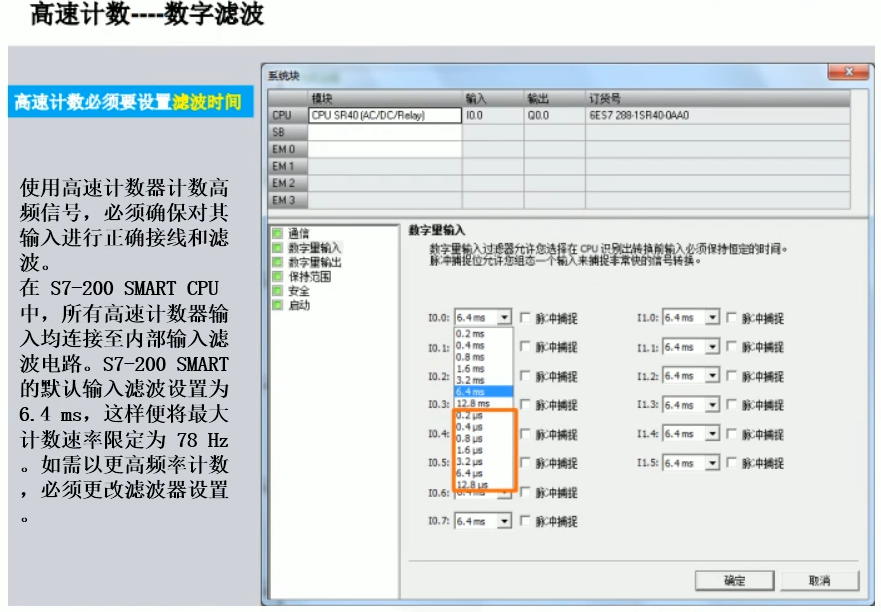 高速计数----数字滤波
高速计数必须要设置滤波时间
使用高速计数器计数高
频信号，必须确保对其
输入进行正确接线和滤
波。
在 S7-200 SMART CPU
中，所有高速计数器输
入均连接至内部输入滤
波电路。S7-200 SMART
的默认输入滤波设置为
6.4 ms，这样便将最大
计数速率限定为 78 Hz
。如需以更高频率计数
，必须更改滤波器设置
。
系统块
模块 输入 输出 订货号
CPU CPU SR40 (AC/DC/Relay) I0.0 Q0.0 6ES7 288-1SR40-0AA0
SB
EM 0
EM 1
EM 2
EM 3
通信
数字量输入
数字量输出
保持范围
安全
启动
数字量输入
数字量输入过滤器允许您选择在 CPU 识别出转换前输入必须保持恒定的时间。
脉冲捕捉位允许您组态一个输入来捕捉非常快的信号转换。
I0.0: 6.4 ms 脉冲捕捉 I1.0: 6.4 ms 脉冲捕捉
0.2 ms
0.4 ms
0.8 ms
1.6 ms
3.2 ms
6.4 ms
12.8 ms
0.2 μs
0.4 μs
0.8 μs
1.6 μs
3.2 μs
6.4 μs
12.8 μs
I0.1: 脉冲捕捉 I1.1: 6.4 ms 脉冲捕捉
I0.2: 脉冲捕捉 I1.2: 6.4 ms 脉冲捕捉
I0.3: 脉冲捕捉 I1.3: 6.4 ms 脉冲捕捉
I0.4: 脉冲捕捉 I1.4: 6.4 ms 脉冲捕捉
I0.5: 脉冲捕捉 I1.5: 6.4 ms 脉冲捕捉
I0.6: 6.4 ms 脉冲捕捉
I0.7: 6.4 ms 脉冲捕捉
确定 取消